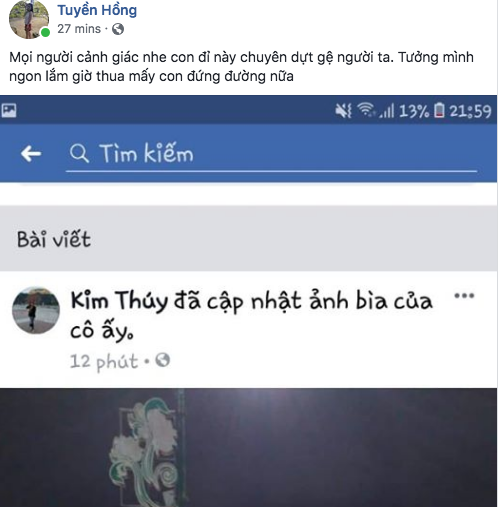 Tuyền Hồng
27 mins ·
Mọi người cảnh giác nhe con đỉ này chuyên dựt gệ người ta. Tưởng mình
ngon lắm giờ thua mấy con đứng đường nữa
13% 21:59
Tìm kiếm
Bài viết
Kim Thúy đã cập nhật ảnh bìa của
cô ấy.
12 phút ·